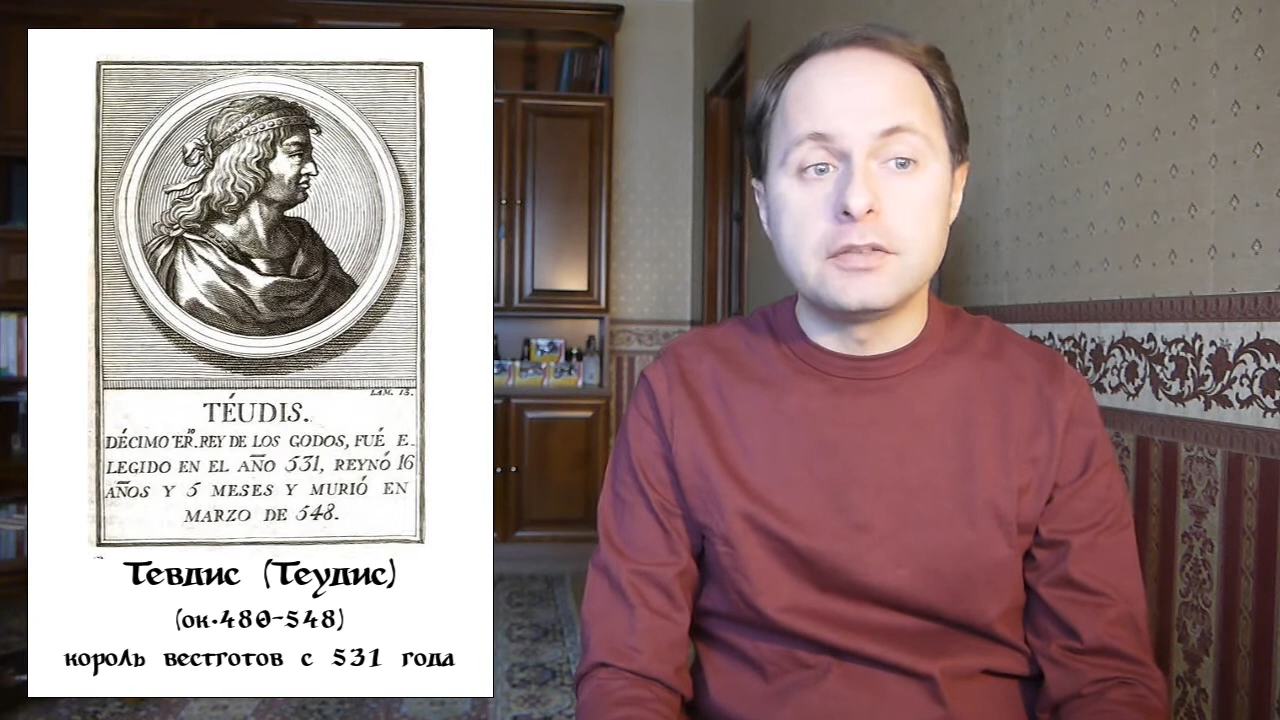 LAM. 13.
TÉUDIS.
DÉCIMO ER.º REY DE LOS GODOS, FUÉ E-
LEGIDO EN EL AÑO 531, REYNÓ 16
AÑOS Y 5 MESES Y MURIÓ EN
MARZO DE 548.
Тевдис (Теудис)
(ок.480-548)
король вестготов с 531 года